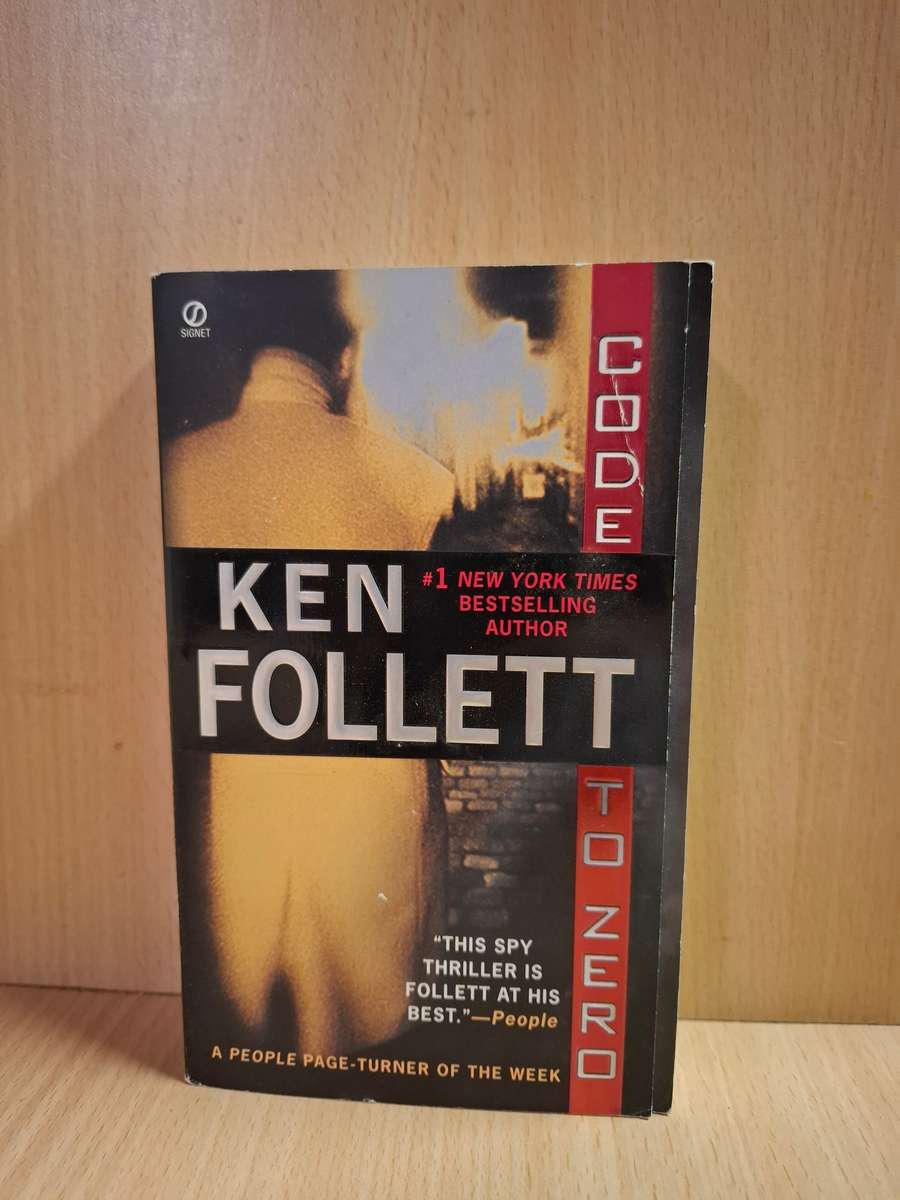 SIGNET
CODE
KEN
FOLLETT
#1 NEW YORK TIMES
BESTSELLING
AUTHOR
TO ZERO
"THIS SPY
THRILLER IS
FOLLETT AT HIS
BEST."—People
A PEOPLE PAGE-TURNER OF THE WEEK